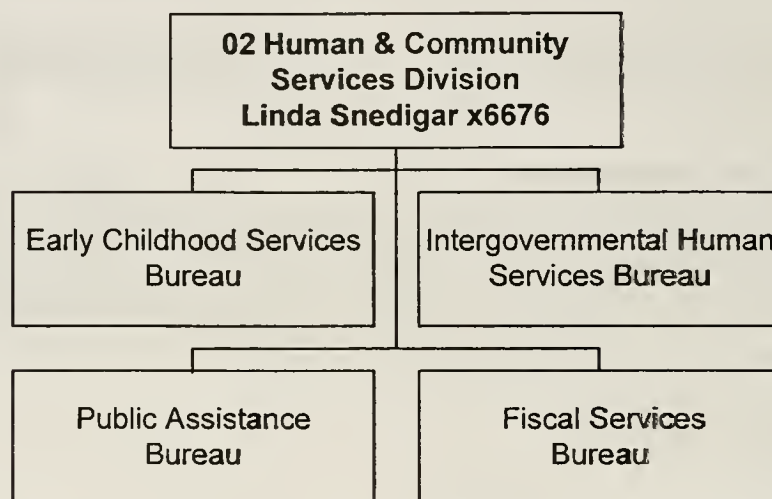 02 Human & Community
Services Division
Linda Snedigar x6676
Early Childhood Services
Bureau
Intergovernmental Human
Services Bureau
Public Assistance
Bureau
Fiscal Services
Bureau